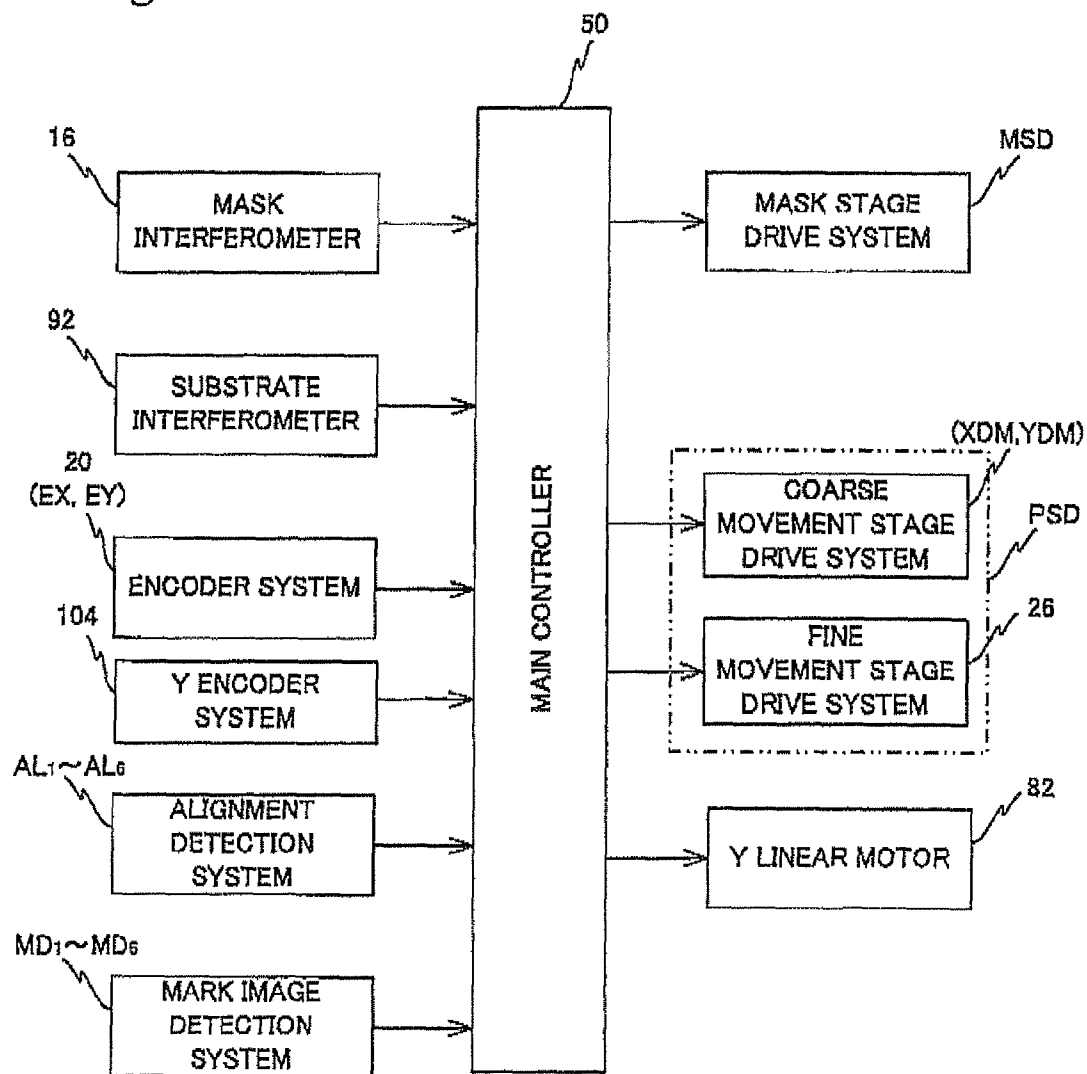 50
16
MASK
INTERFEROMETER
92
SUBSTRATE
INTERFEROMETER
20
(EX, EY)
ENCODER SYSTEM
104
Y ENCODER
SYSTEM
AL1~AL6
ALIGNMENT
DETECTION
SYSTEM
MD1~MD6
MARK IMAGE
DETECTION
SYSTEM
MAIN CONTROLLER
MSD
MASK STAGE
DRIVE SYSTEM
(XDM,YDM)
COARSE
MOVEMENT STAGE
DRIVE SYSTEM
PSD
26
FINE
MOVEMENT STAGE
DRIVE SYSTEM
82
Y LINEAR MOTOR